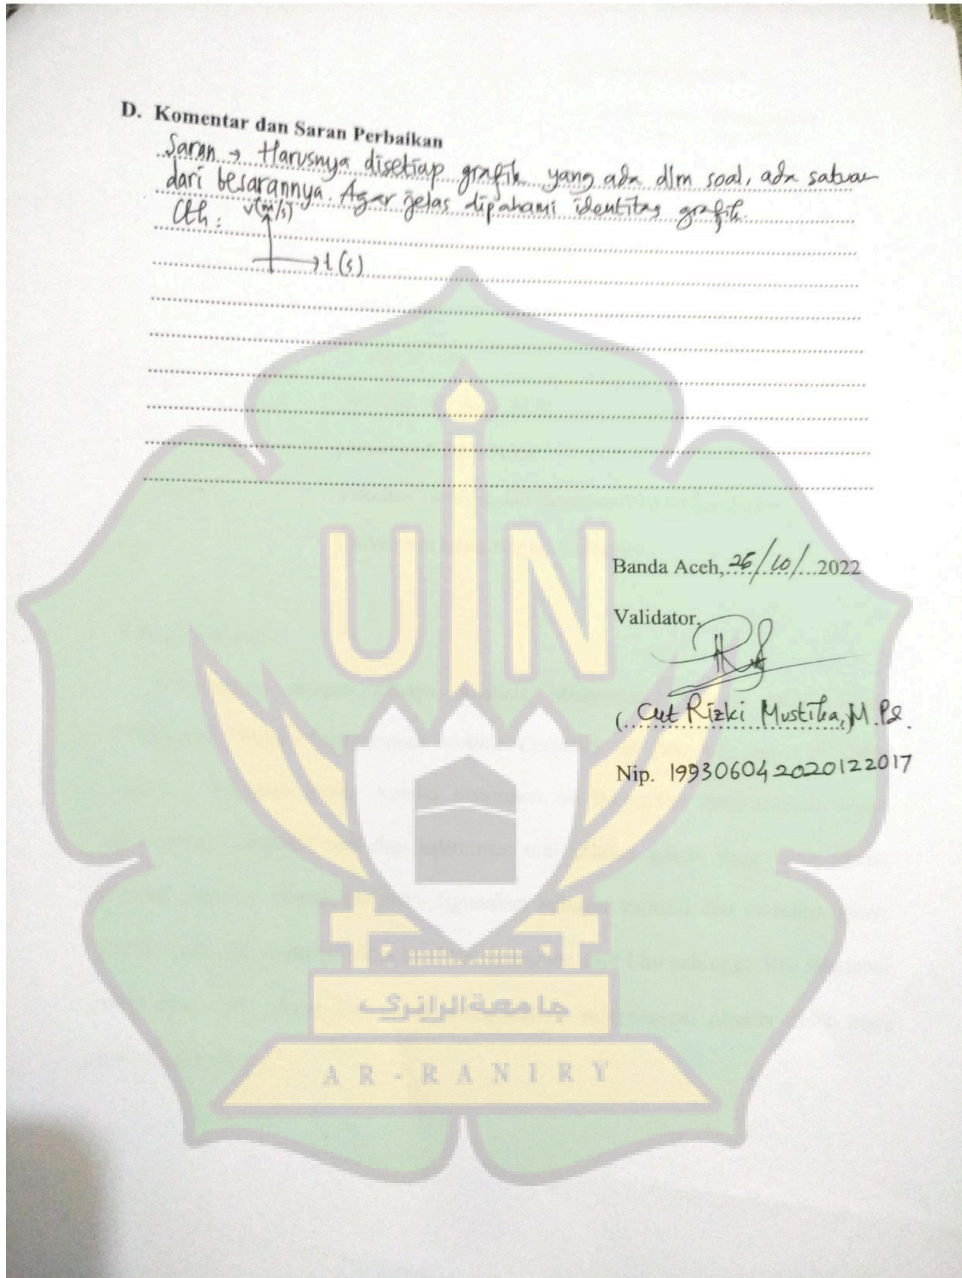 D. Komentar dan Saran Perbaikan
Saran → Harusnya disetiap grafik yang ada dlm soal, ada satuan
dari besarannya. Agar jelas dipahami identitas grafik.
Cth : v(m/s)
t (s)
UIN
Banda Aceh, 26/10/ 2022
Validator,
(. Cut Rizki Mustika, M.Pd
Nip. 199306042020122017
جامعة الرانري
AR-RANIRY